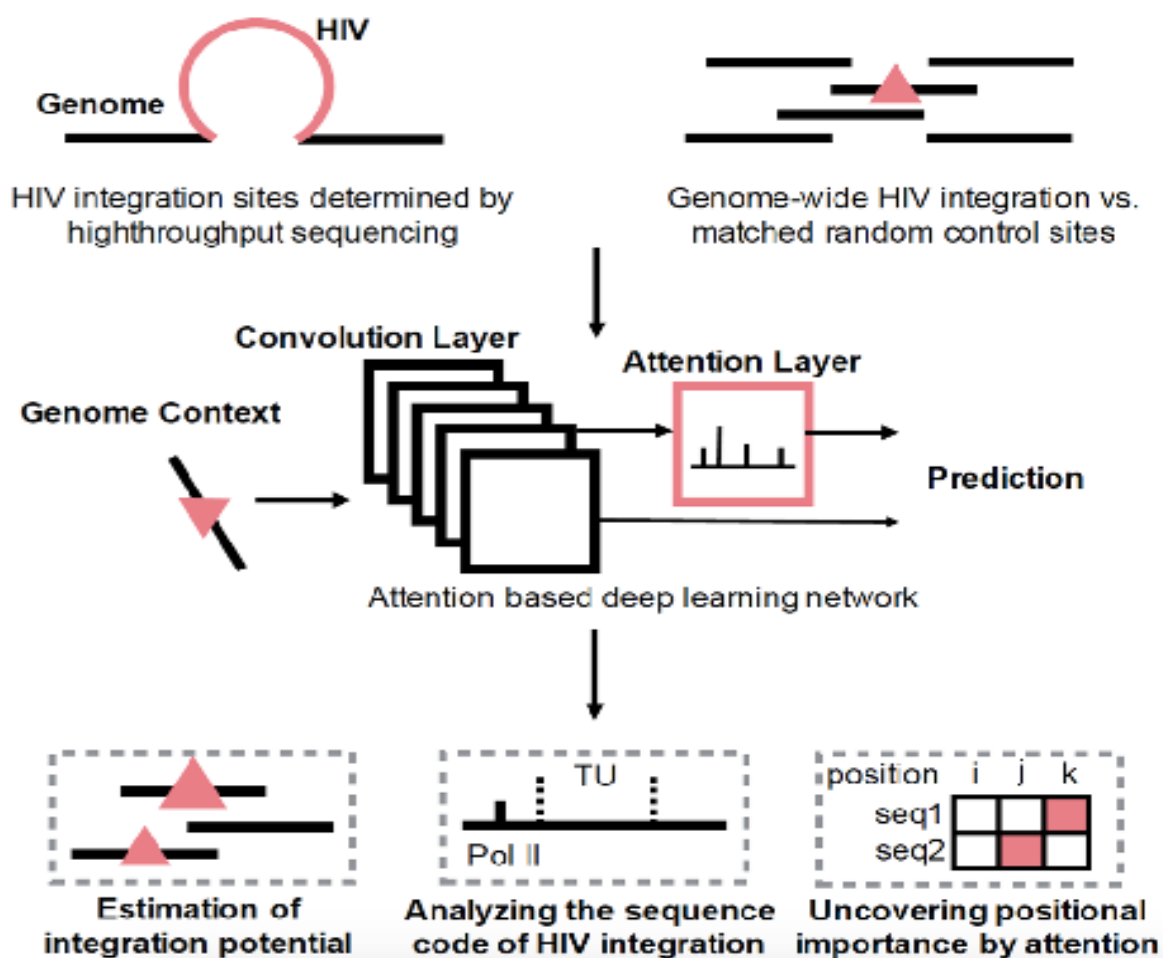 HIV
Genome
HIV integration sites determined by
highthroughput sequencing
Genome-wide HIV integration vs.
matched random control sites
Convolution Layer
Attention Layer
Genome Context
Prediction
Attention based deep learning network
TU
Pol II
position i j k
seq1
seq2
Estimation of
integration potential
Analyzing the sequence
code of HIV integration
Uncovering positional
importance by attention